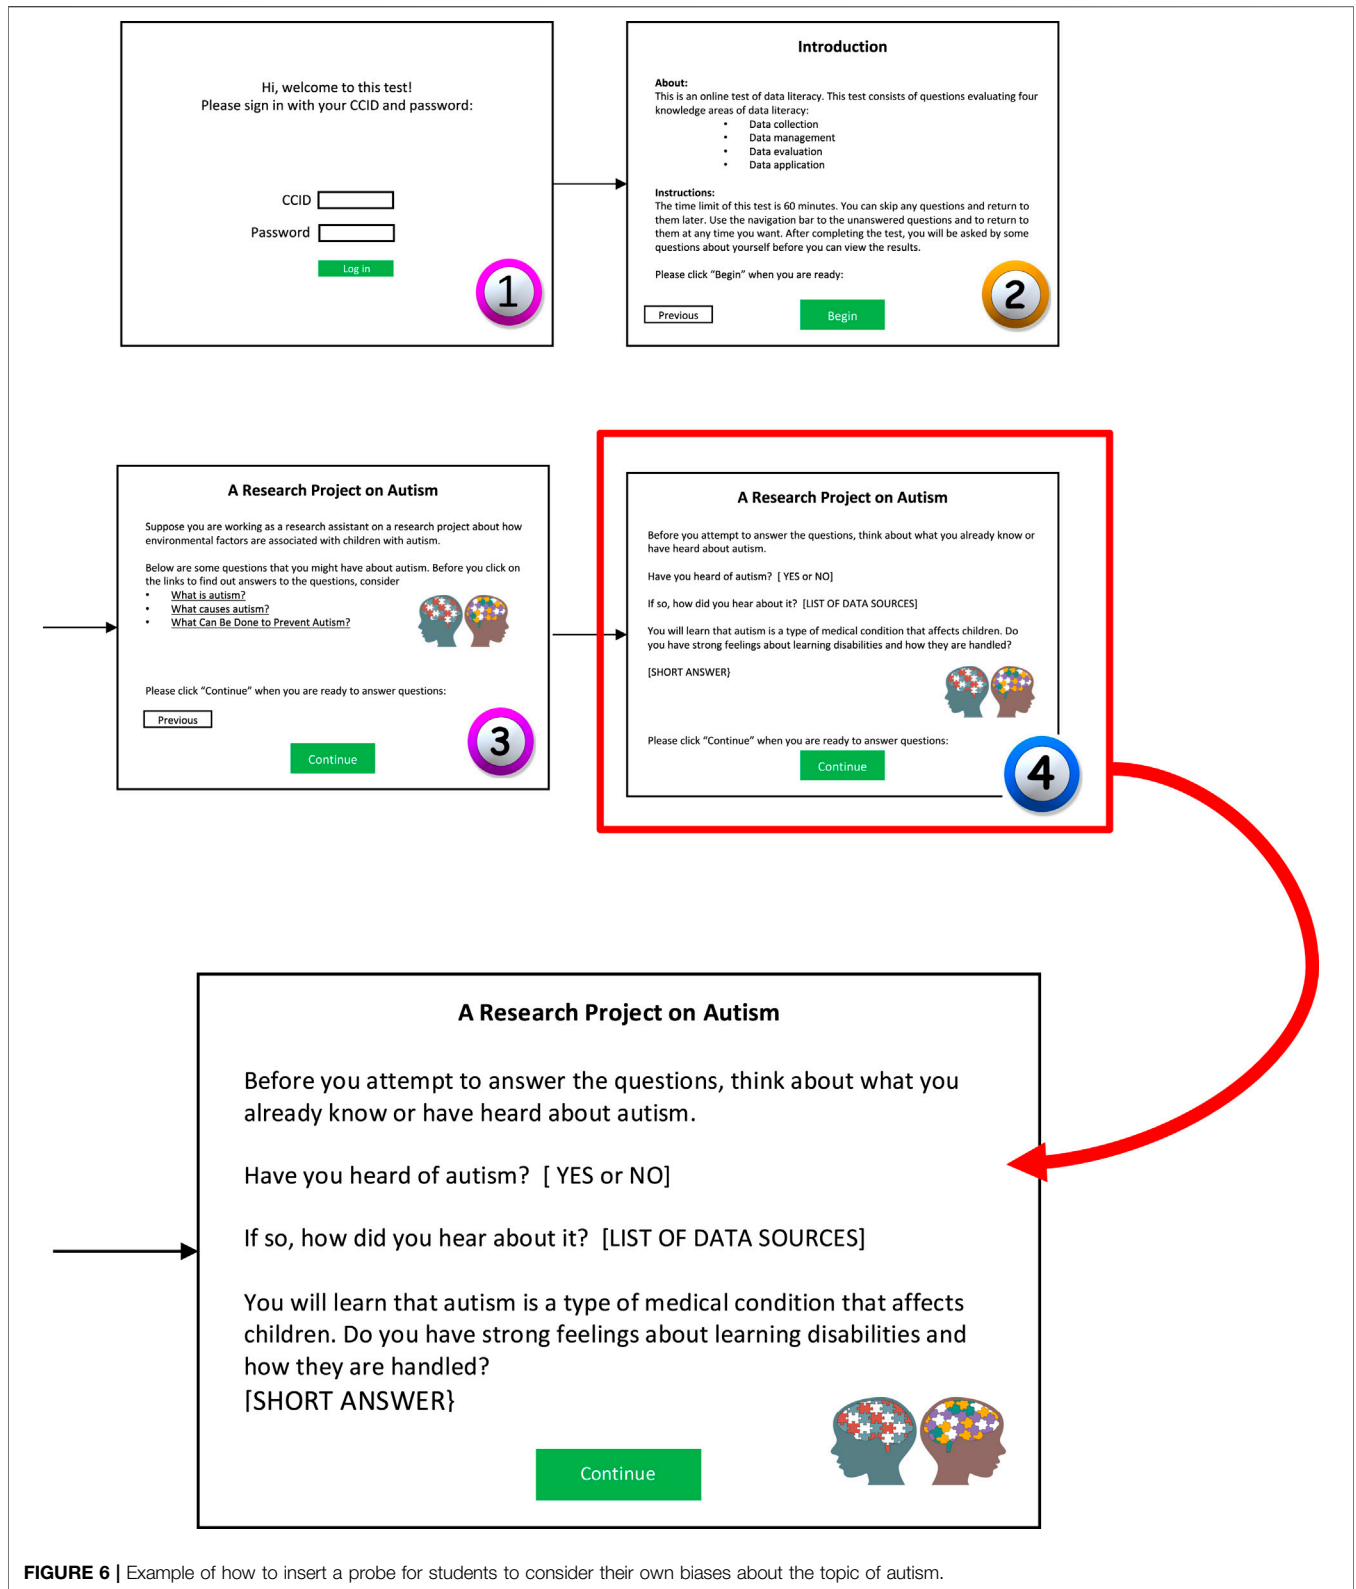 Hi, welcome to this test!
Please sign in with your CCID and password:
CCID
Password
Log in
1
Introduction
About:
This is an online test of data literacy. This test consists of questions evaluating four
knowledge areas of data literacy:
• Data collection
• Data management
• Data evaluation
• Data application
Instructions:
The time limit of this test is 60 minutes. You can skip any questions and return to
them later. Use the navigation bar to the unanswered questions and to return to
them at any time you want. After completing the test, you will be asked by some
questions about yourself before you can view the results.
Please click “Begin” when you are ready:
Previous
Begin
2
A Research Project on Autism
Suppose you are working as a research assistant on a research project about how
environmental factors are associated with children with autism.
Below are some questions that you might have about autism. Before you click on
the links to find out answers to the questions, consider
• What is autism?
• What causes autism?
• What Can Be Done to Prevent Autism?
Please click “Continue” when you are ready to answer questions:
Previous
Continue
3
A Research Project on Autism
Before you attempt to answer the questions, think about what you already know or
have heard about autism.
Have you heard of autism? [ YES or NO]
If so, how did you hear about it? [LIST OF DATA SOURCES]
You will learn that autism is a type of medical condition that affects children. Do
you have strong feelings about learning disabilities and how they are handled?
[SHORT ANSWER}
Please click “Continue” when you are ready to answer questions:
Continue
4
A Research Project on Autism
Before you attempt to answer the questions, think about what you
already know or have heard about autism.
Have you heard of autism? [ YES or NO]
If so, how did you hear about it? [LIST OF DATA SOURCES]
You will learn that autism is a type of medical condition that affects
children. Do you have strong feelings about learning disabilities and
how they are handled?
[SHORT ANSWER}
Continue
FIGURE 6 | Example of how to insert a probe for students to consider their own biases about the topic of autism.